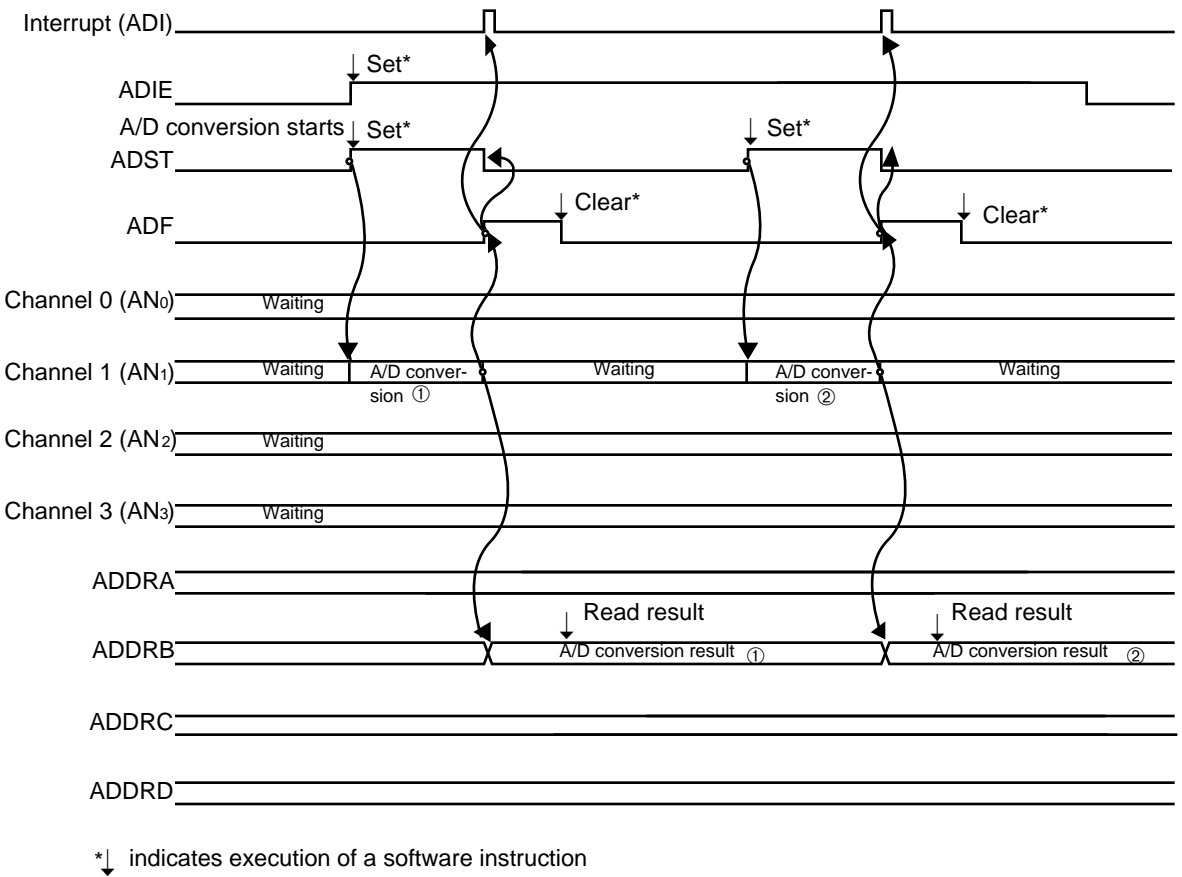 Interrupt (ADI)
↓ Set*
ADIE
A/D conversion starts ↓ Set*
↓ Set*
ADST
↓ Clear*
↓ Clear*
ADF
Channel 0 (AN0)
Waiting
Channel 1 (AN1)
Waiting
A/D conver-
sion ①
Waiting
A/D conver-
sion ②
Waiting
Channel 2 (AN2)
Waiting
Channel 3 (AN3)
Waiting
ADDRA
↓ Read result
↓ Read result
ADDRB
A/D conversion result ①
A/D conversion result ②
ADDRC
ADDRD
*↓ indicates execution of a software instruction